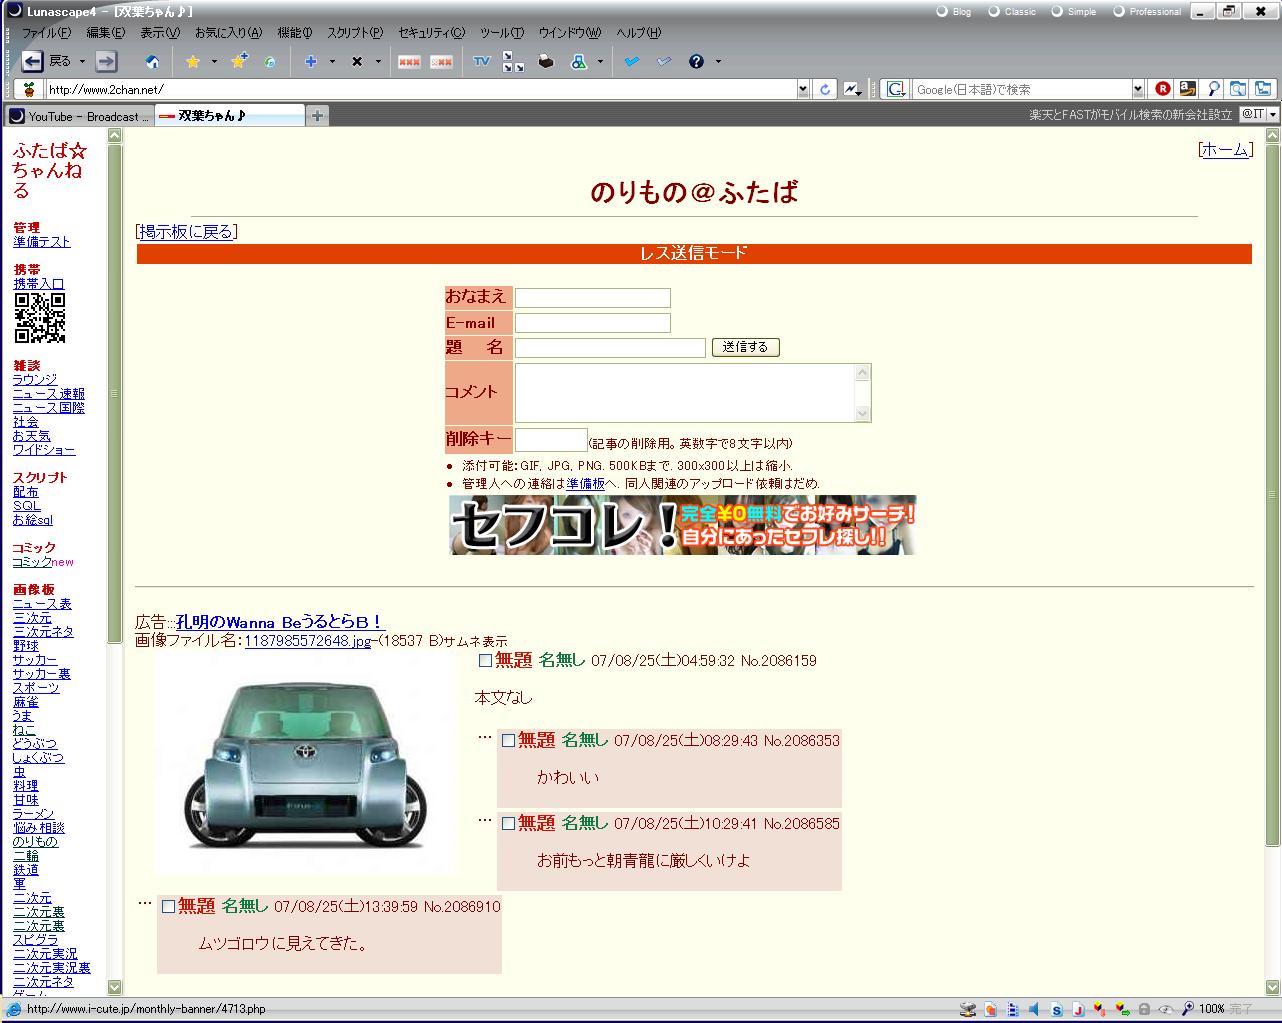 Lunascape4 - [双葉ちゃん♪]
Blog Classic Simple Professional
ファイル(F) 編集(E) 表示(V) お気に入り(A) 機能(I) スクリプト(P) セキュリティ(C) ツール(T) ウインドウ(W) ヘルプ(H)
戻る TV
http://www.2chan.net/
Google(日本語)で検索
YouTube - Broadcast ... 双葉ちゃん♪
楽天とFASTがモバイル検索の新会社設立 @IT
ふたば☆
ちゃんね
る
管理
準備テスト
携帯
携帯入口
雑談
ラウンジ
ニュース速報
ニュース国際
社会
お天気
ワイドショー
スクリプト
配布
SQL
お絵sql
コミック
コミックnew
画像板
ニュース表
三次元
三次元ネタ
野球
サッカー
サッカー裏
スポーツ
麻雀
うま
ねこ
どうぶつ
しょくぶつ
虫
料理
甘味
ラーメン
悩み相談
のりもの
二輪
鉄道
軍
二次元
二次元裏
二次元裏
スピグラ
二次元実況
二次元実況裏
二次元ネタ
ゲーム
[ホーム]
のりもの@ふたば
[掲示板に戻る]
レス送信モード
おなまえ
E-mail
題　名 送信する
コメント
削除キー (記事の削除用。英数字で8文字以内)
● 添付可能：GIF, JPG, PNG. 500KBまで. 300x300以上は縮小.
● 管理人への連絡は準備板へ. 同人関連のアップロード依頼はだめ.
セフコレ！ 完全¥0無料でお好みサーチ!
自分にあったセフレ探し!!
広告:::孔明のWanna BeうるとらＢ！
画像ファイル名：1187985572648.jpg-(18537 B)サムネ表示
無題 名無し 07/08/25(土)04:59:32 No.2086159
本文なし
… 無題 名無し 07/08/25(土)08:29:43 No.2086353
かわいい
… 無題 名無し 07/08/25(土)10:29:41 No.2086585
お前もっと朝青龍に厳しくいけよ
… 無題 名無し 07/08/25(土)13:39:59 No.2086910
ムツゴロウに見えてきた。
http://www.i-cute.jp/monthly-banner/4713.php
100% 完了